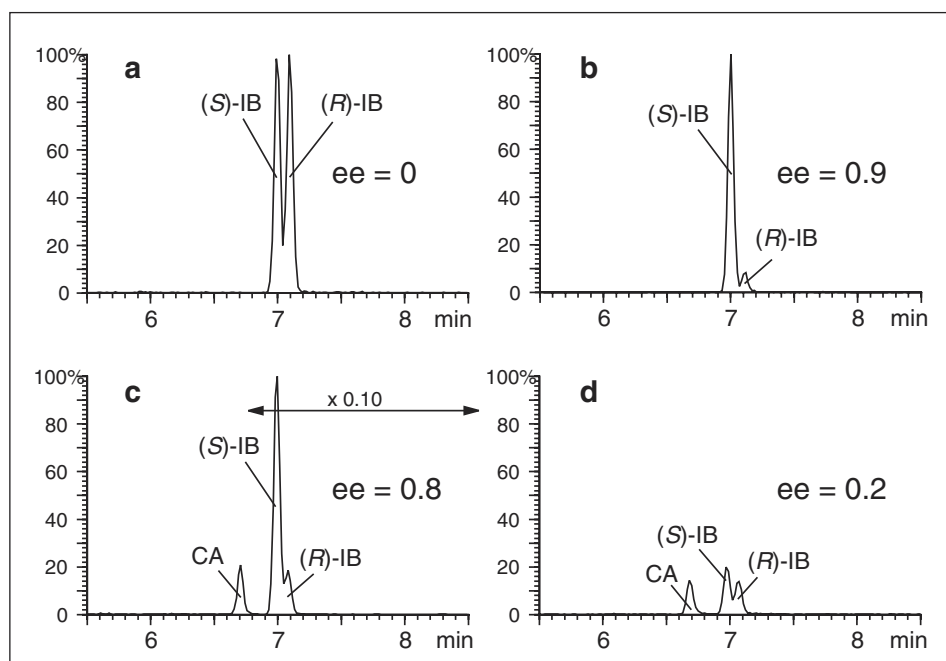 a
100%
80
60
40
20
0
(S)-IB
(R)-IB
ee = 0
6
7
8
min
b
100%
80
60
40
20
0
(S)-IB
(R)-IB
ee = 0.9
6
7
8
min
c
100%
80
60
40
20
0
x 0.10
(S)-IB
ee = 0.8
CA
(R)-IB
6
7
8
min
d
100%
80
60
40
20
0
ee = 0.2
(S)-IB
(R)-IB
CA
6
7
8
min